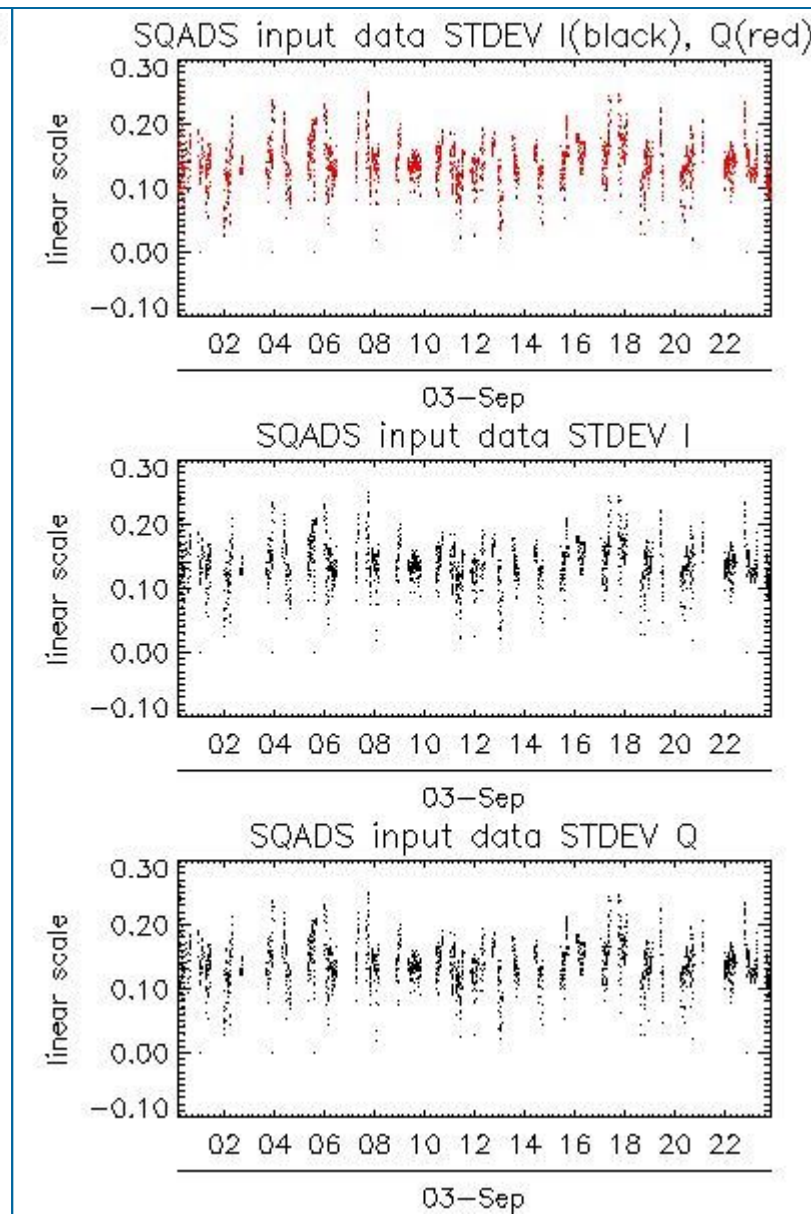 SQADS input data STDEV I(black), Q(red)
linear scale
0.30
0.20
0.10
0.00
-0.10
02 04 06 08 10 12 14 16 18 20 22
03-Sep
SQADS input data STDEV I
linear scale
0.30
0.20
0.10
0.00
-0.10
02 04 06 08 10 12 14 16 18 20 22
03-Sep
SQADS input data STDEV Q
linear scale
0.30
0.20
0.10
0.00
-0.10
02 04 06 08 10 12 14 16 18 20 22
03-Sep